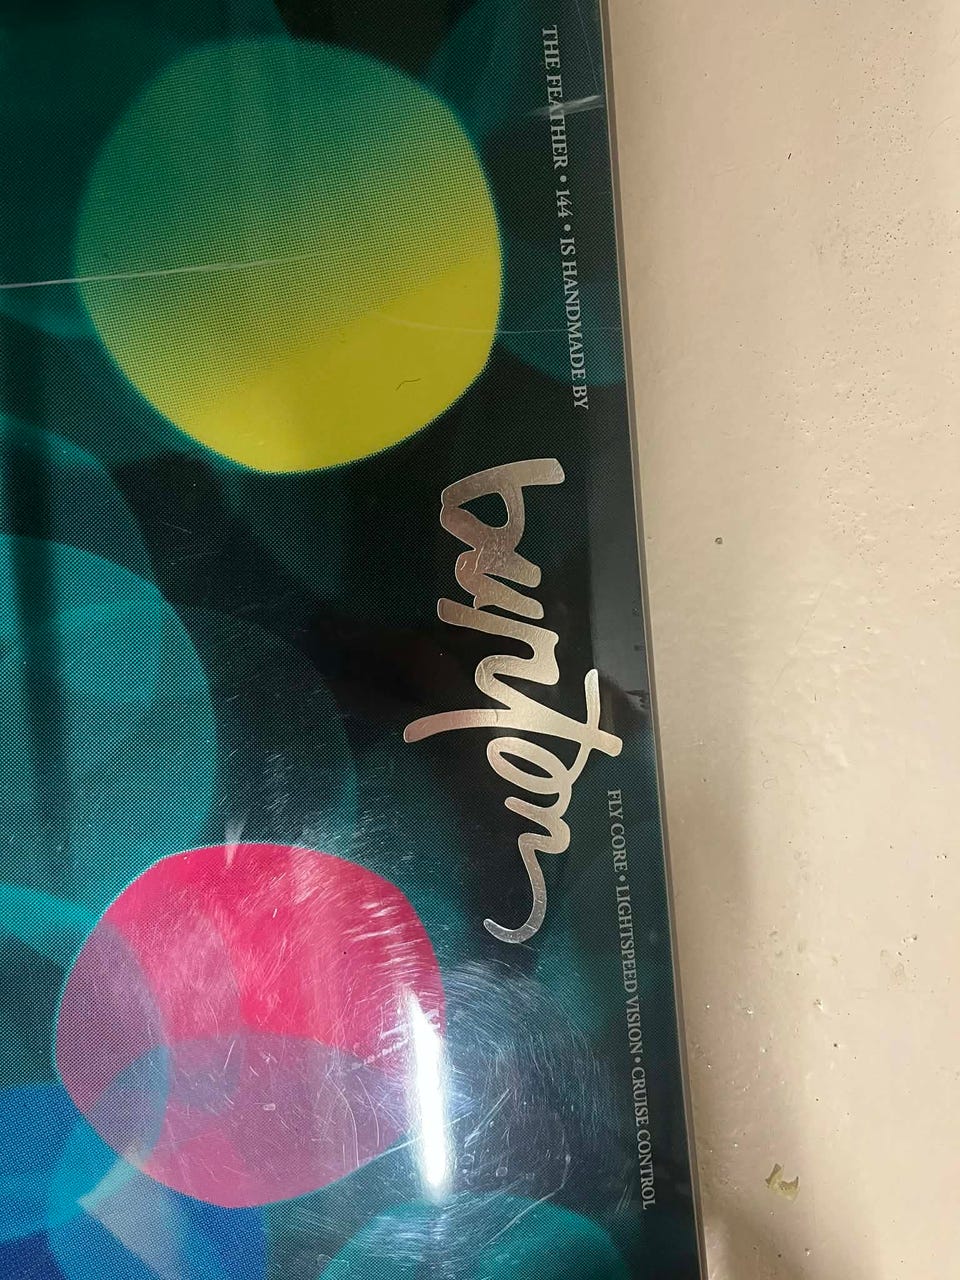 THE FEATHER • 144 • IS HANDMADE BY
burton
FLY CORE • LIGHTSPEED VISION • CRUISE CONTROL